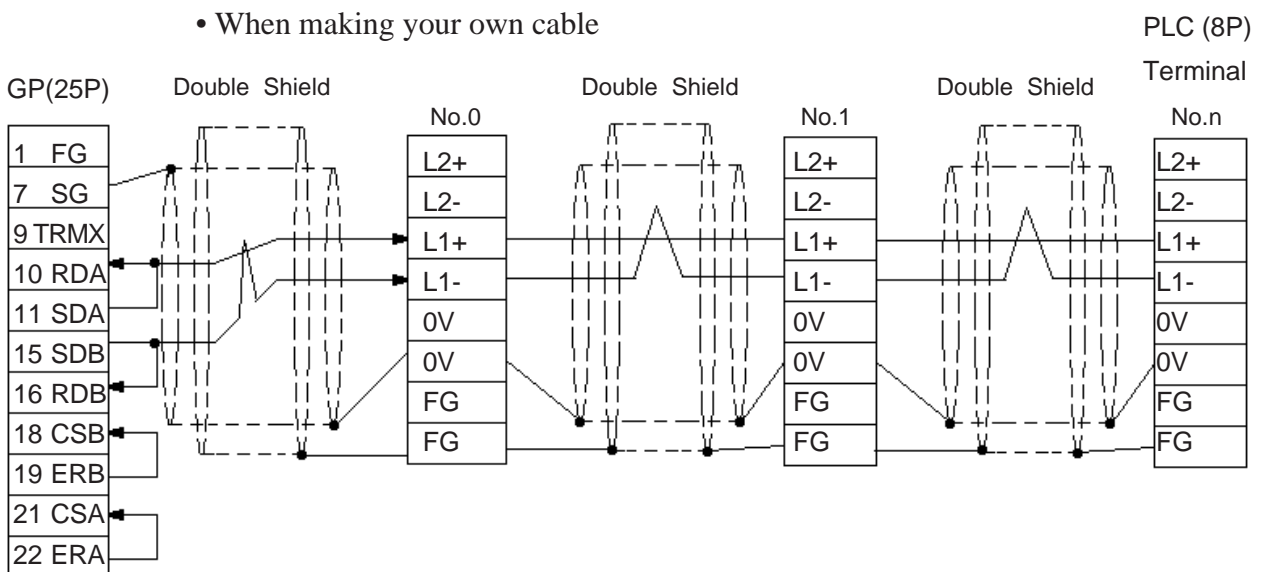 • When making your own cable
PLC (8P)
Terminal
GP(25P)
Double Shield
Double Shield
Double Shield
1 FG
7 SG
9 TRMX
10 RDA
11 SDA
15 SDB
16 RDB
18 CSB
19 ERB
21 CSA
22 ERA
No.0
L2+
L2-
L1+
L1-
0V
0V
FG
FG
No.1
L2+
L2-
L1+
L1-
0V
0V
FG
FG
No.n
L2+
L2-
L1+
L1-
0V
0V
FG
FG